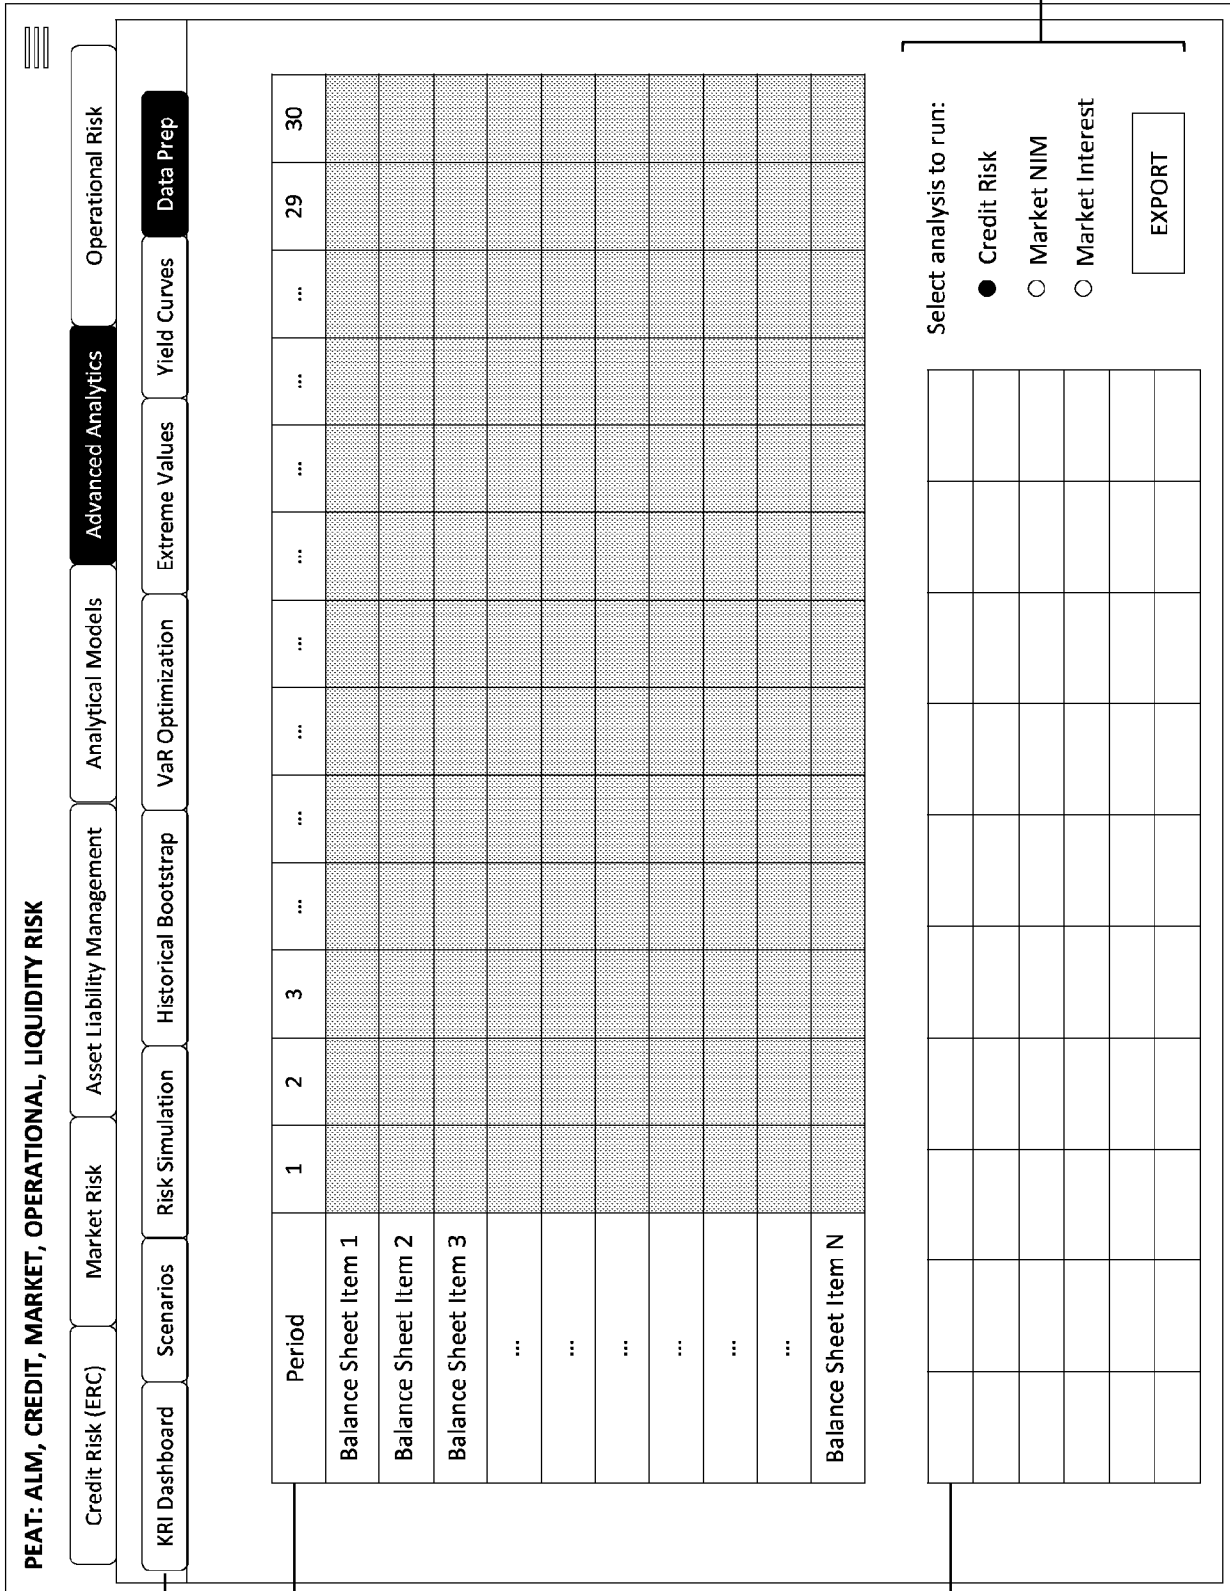 PEAT: ALM, CREDIT, MARKET, OPERATIONAL, LIQUIDITY RISK
Credit Risk (ERC) Market Risk Asset Liability Management Analytical Models Advanced Analytics Operational Risk
KRI Dashboard Scenarios Risk Simulation Historical Bootstrap VaR Optimization Extreme Values Yield Curves Data Prep
Period 1 2 3 ... ... ... ... ... ... ... ... 29 30
Balance Sheet Item 1
Balance Sheet Item 2
Balance Sheet Item 3
...
...
...
...
...
...
Balance Sheet Item N
Select analysis to run:
Credit Risk
Market NIM
Market Interest
EXPORT